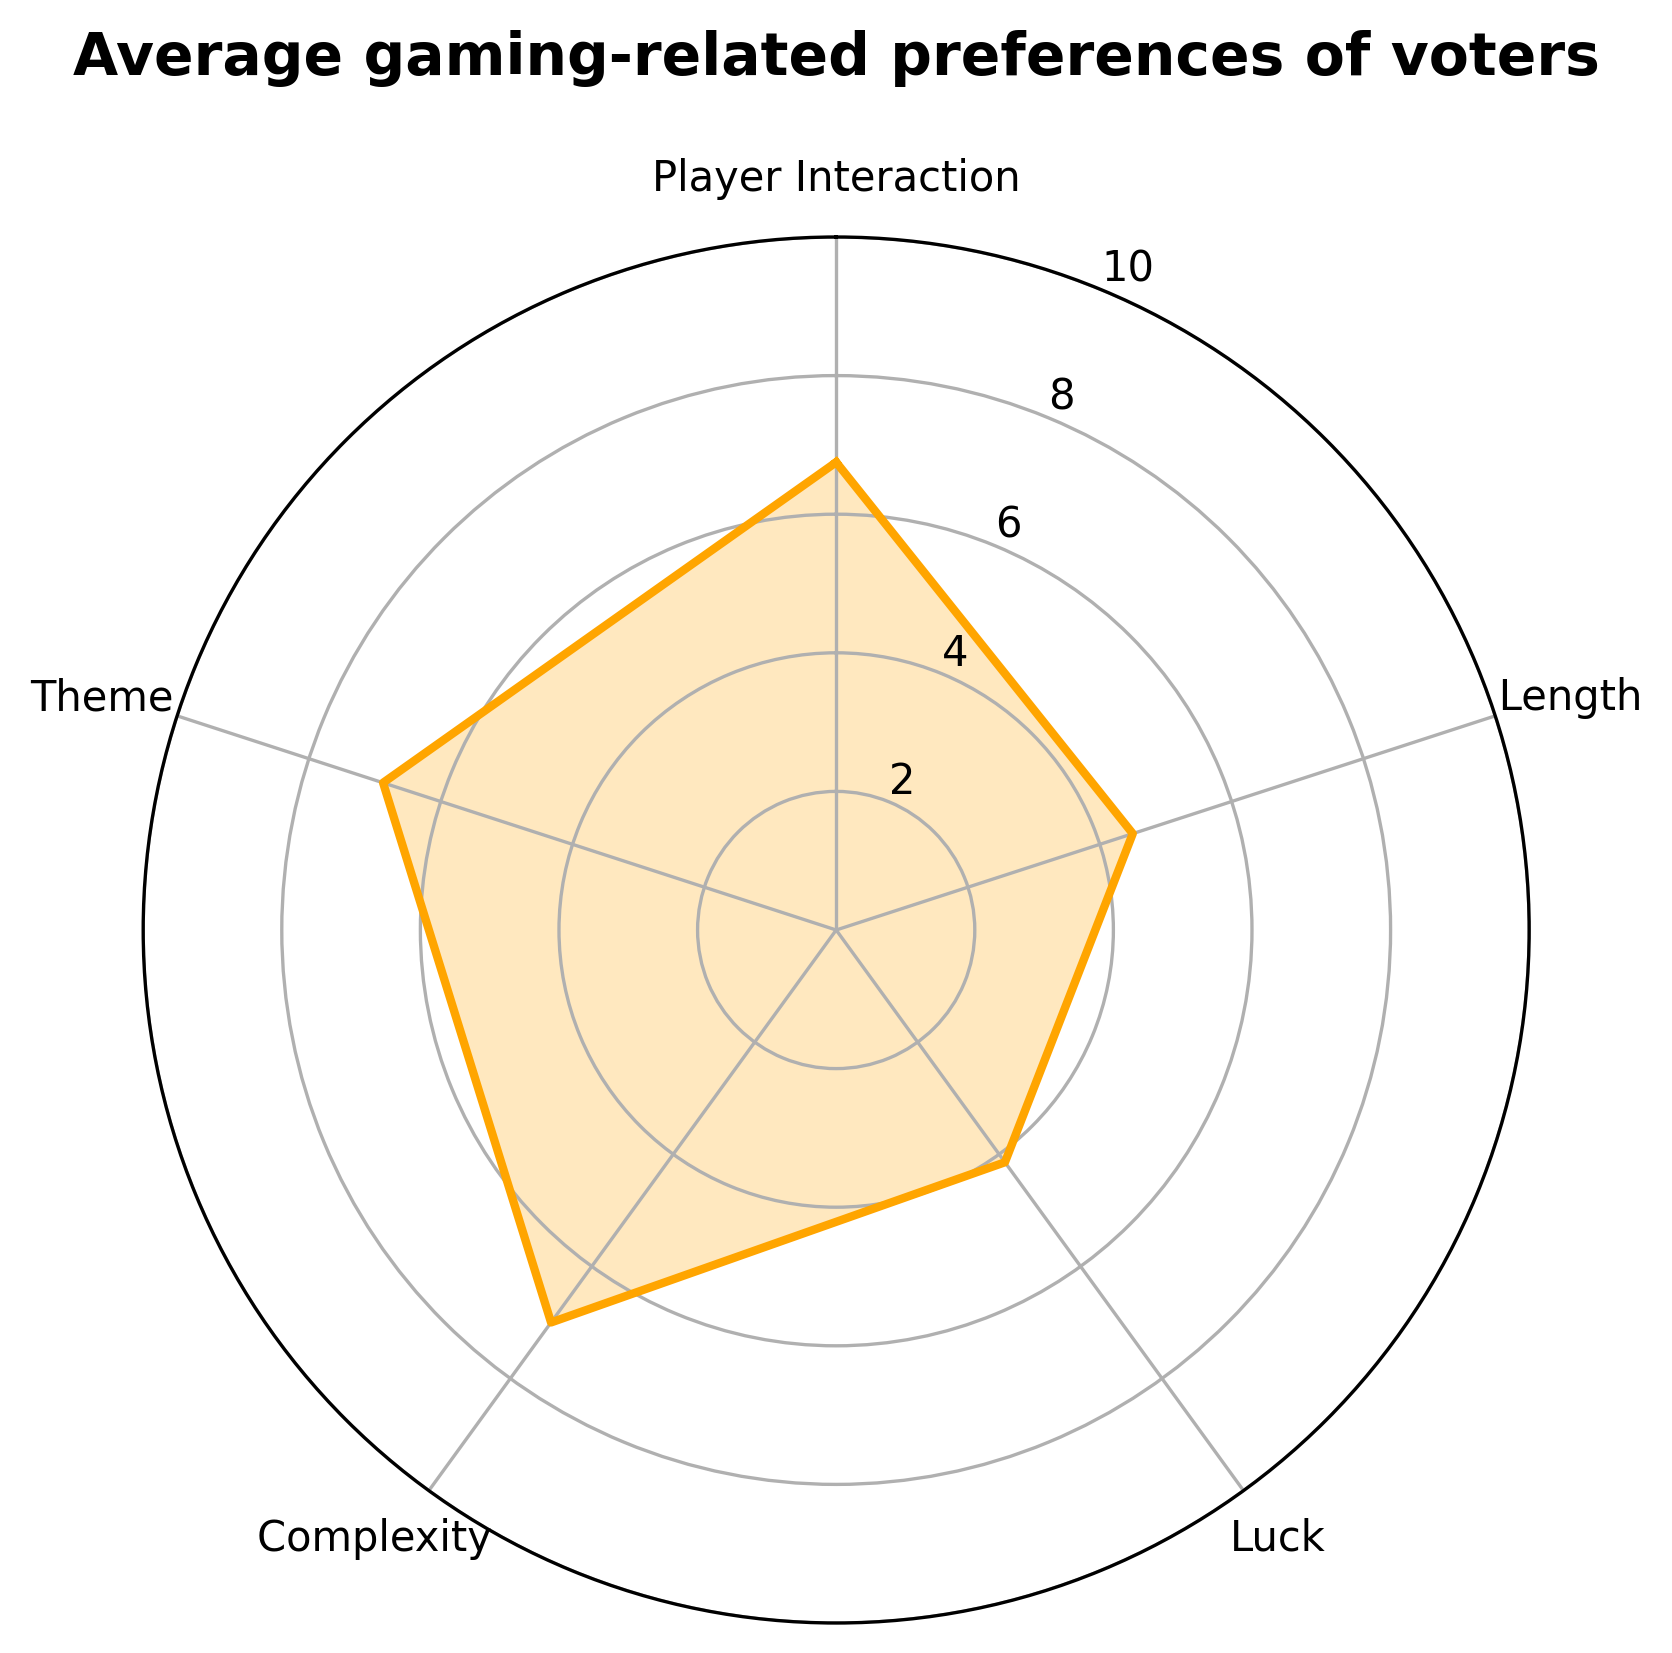 Average gaming-related preferences of voters
Player Interaction
10
8
6
4
2
Theme
Length
Complexity
Luck